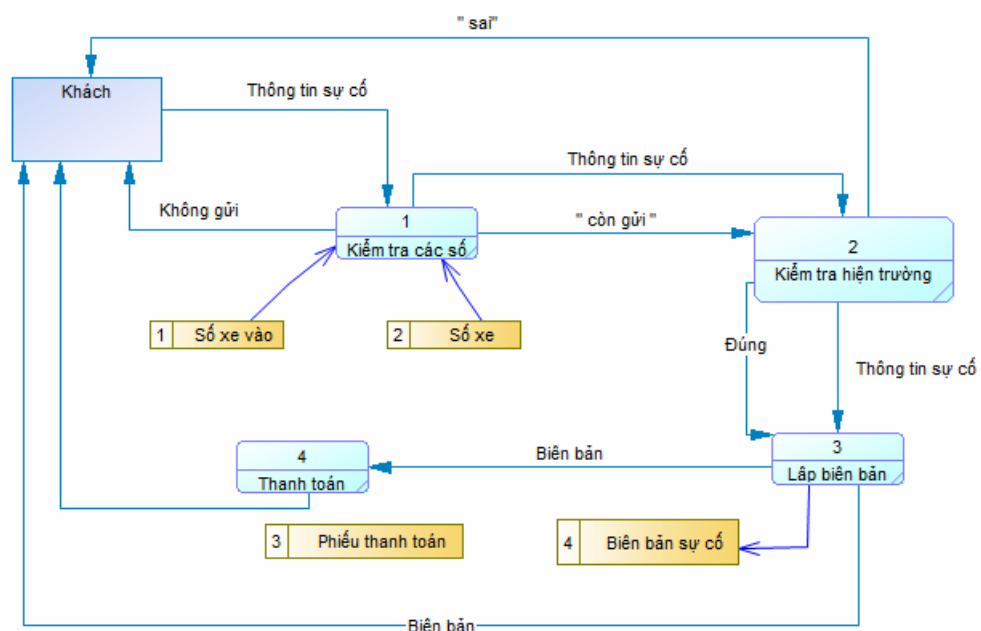 " sai"
Khách
Thông tin sự cố
Thông tin sự cố
Không gửi
1
Kiểm tra các số
" còn gửi "
2
Kiểm tra hiện trường
1 Số xe vào
2 Số xe
Đúng
Thông tin sự cố
4
Thanh toán
Biên bản
3
Lập biên bản
3 Phiếu thanh toán
4 Biên bản sự cố
Biên bản